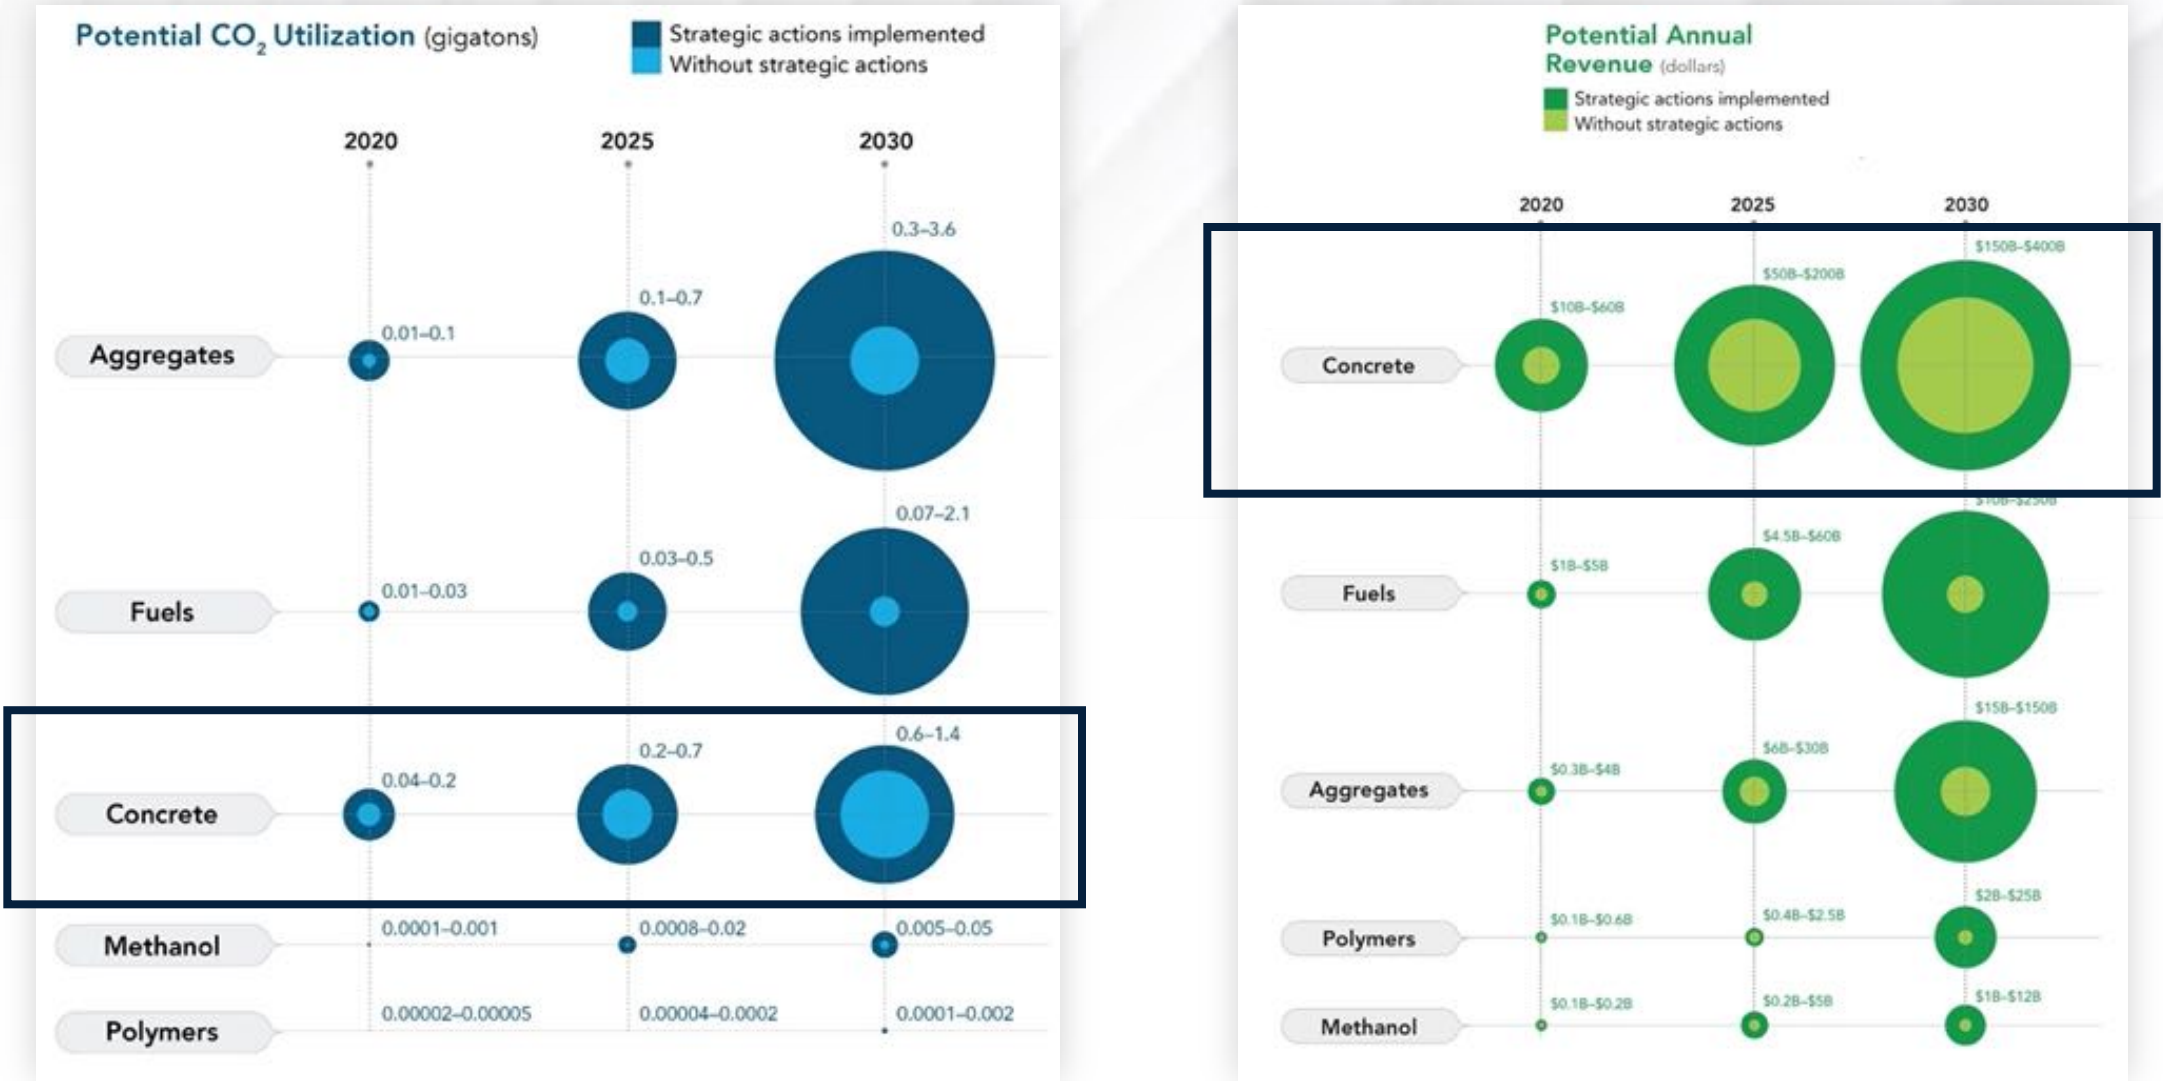 Potential CO2 Utilization (gigatons)
Strategic actions implemented
Without strategic actions
2020 2025 2030
0.3–3.6
0.1–0.7
0.01–0.1
Aggregates
0.07–2.1
0.03–0.5
0.01–0.03
Fuels
0.6–1.4
0.2–0.7
0.04–0.2
Concrete
0.0001–0.001 0.0008–0.02 0.005–0.05
Methanol
0.00002–0.00005 0.00004–0.0002 0.0001–0.002
Polymers
Potential Annual
Revenue (dollars)
Strategic actions implemented
Without strategic actions
2020 2025 2030
$150B–$400B
$50B–$200B
$10B–$60B
Concrete
$10B–$250B
$4.5B–$60B
$1B–$5B
Fuels
$15B–$150B
$6B–$30B
$0.3B–$4B
Aggregates
$2B–$25B
$0.1B–$0.6B $0.4B–$2.5B
Polymers
$0.1B–$0.2B $0.2B–$5B $1B–$12B
Methanol